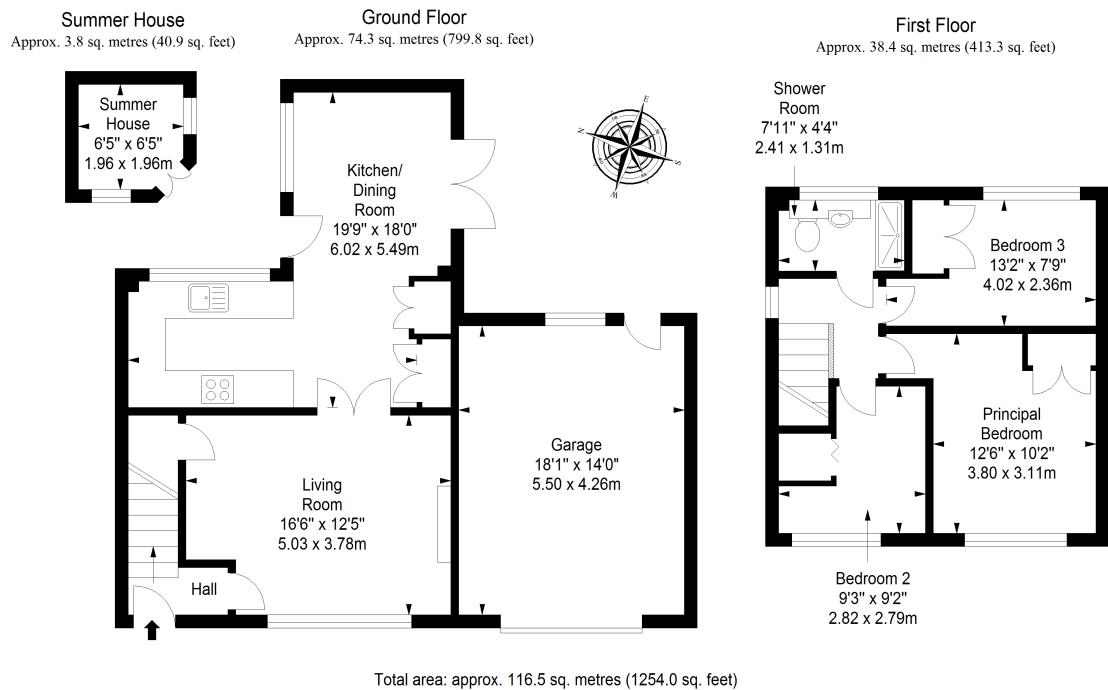 Summer House
Approx. 3.8 sq. metres (40.9 sq. feet)
Ground Floor
Approx. 74.3 sq. metres (799.8 sq. feet)
First Floor
Approx. 38.4 sq. metres (413.3 sq. feet)
Summer
House
6'5" x 6'5"
1.96 x 1.96m
Kitchen/
Dining
Room
19'9" x 18'0"
6.02 x 5.49m
N
E
S
W
Shower
Room
7'11" x 4'4"
2.41 x 1.31m
Bedroom 3
13'2" x 7'9"
4.02 x 2.36m
Principal
Bedroom
12'6" x 10'2"
3.80 x 3.11m
Garage
18'1" x 14'0"
5.50 x 4.26m
Living
Room
16'6" x 12'5"
5.03 x 3.78m
Hall
Bedroom 2
9'3" x 9'2"
2.82 x 2.79m
Total area: approx. 116.5 sq. metres (1254.0 sq. feet)